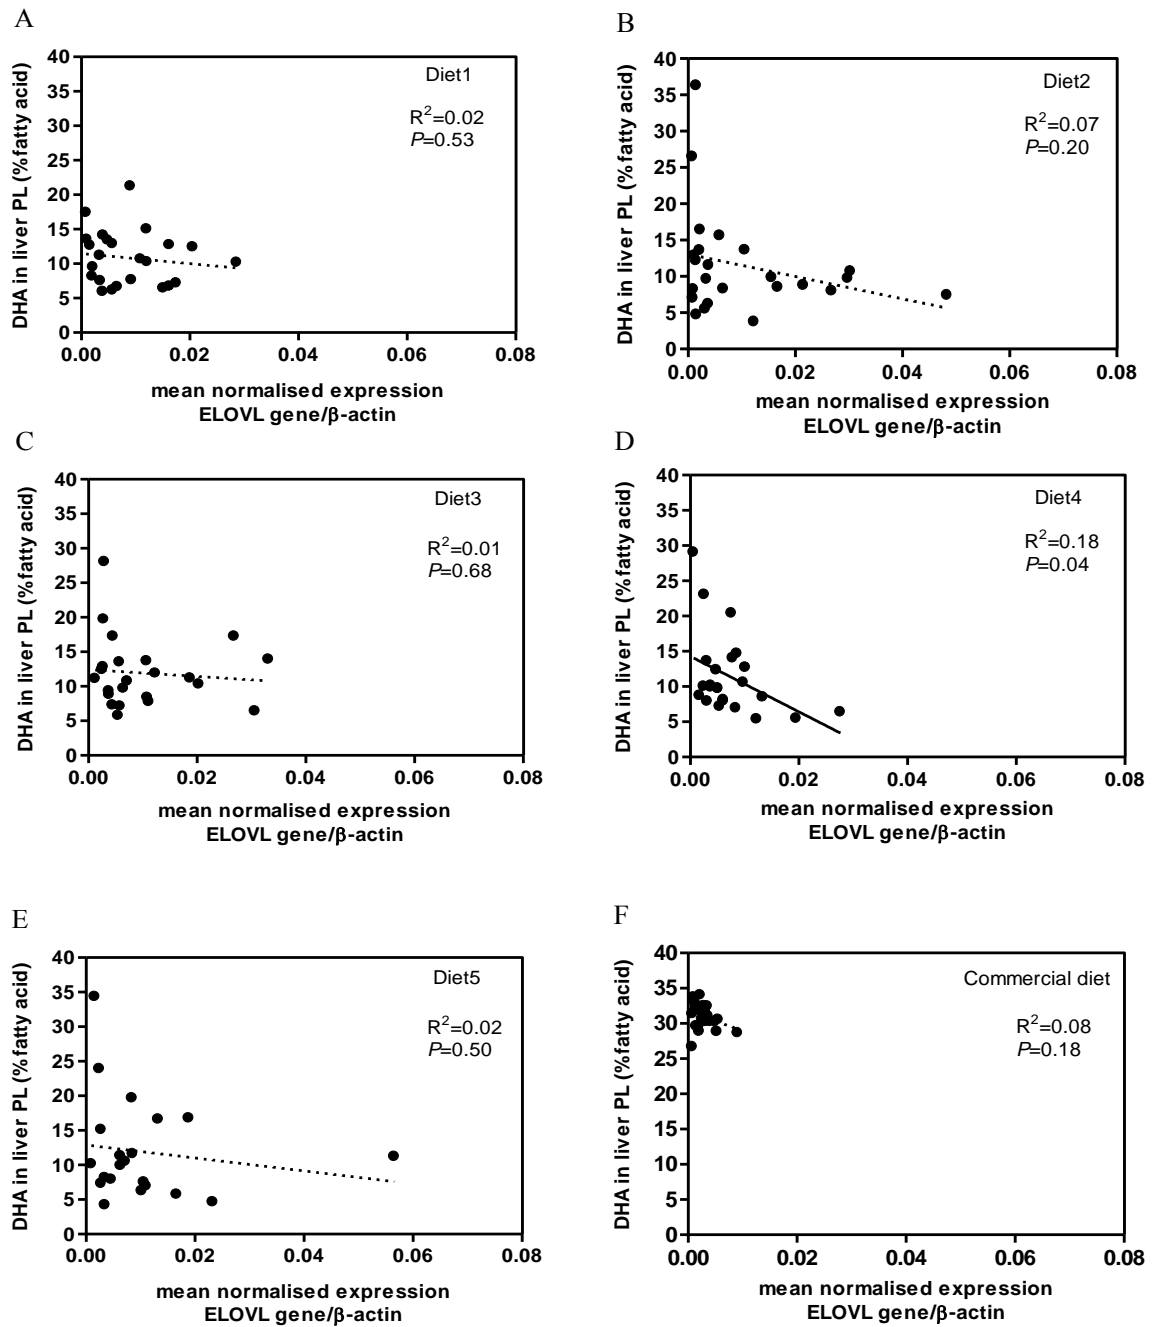 A
DHA in liver PL (%fatty acid)
40
35
30
25
20
15
10
5
0
Diet1
R²=0.02
P=0.53
0.00 0.02 0.04 0.06 0.08
mean normalised expression
ELOVL gene/β-actin
B
DHA in liver PL (%fatty acid)
40
35
30
25
20
15
10
5
0
Diet2
R²=0.07
P=0.20
0.00 0.02 0.04 0.06 0.08
mean normalised expression
ELOVL gene/β-actin
C
DHA in liver PL (%fatty acid)
40
35
30
25
20
15
10
5
0
Diet3
R²=0.01
P=0.68
0.00 0.02 0.04 0.06 0.08
mean normalised expression
ELOVL gene/β-actin
D
DHA in liver PL (%fatty acid)
40
35
30
25
20
15
10
5
0
Diet4
R²=0.18
P=0.04
0.00 0.02 0.04 0.06 0.08
mean normalised expression
ELOVL gene/β-actin
E
DHA in liver PL (%fatty acid)
40
35
30
25
20
15
10
5
0
Diet5
R²=0.02
P=0.50
0.00 0.02 0.04 0.06 0.08
mean normalised expression
ELOVL gene/β-actin
F
DHA in liver PL (%fatty acid)
40
35
30
25
20
15
10
5
0
Commercial diet
R²=0.08
P=0.18
0.00 0.02 0.04 0.06 0.08
mean normalised expression
ELOVL gene/β-actin